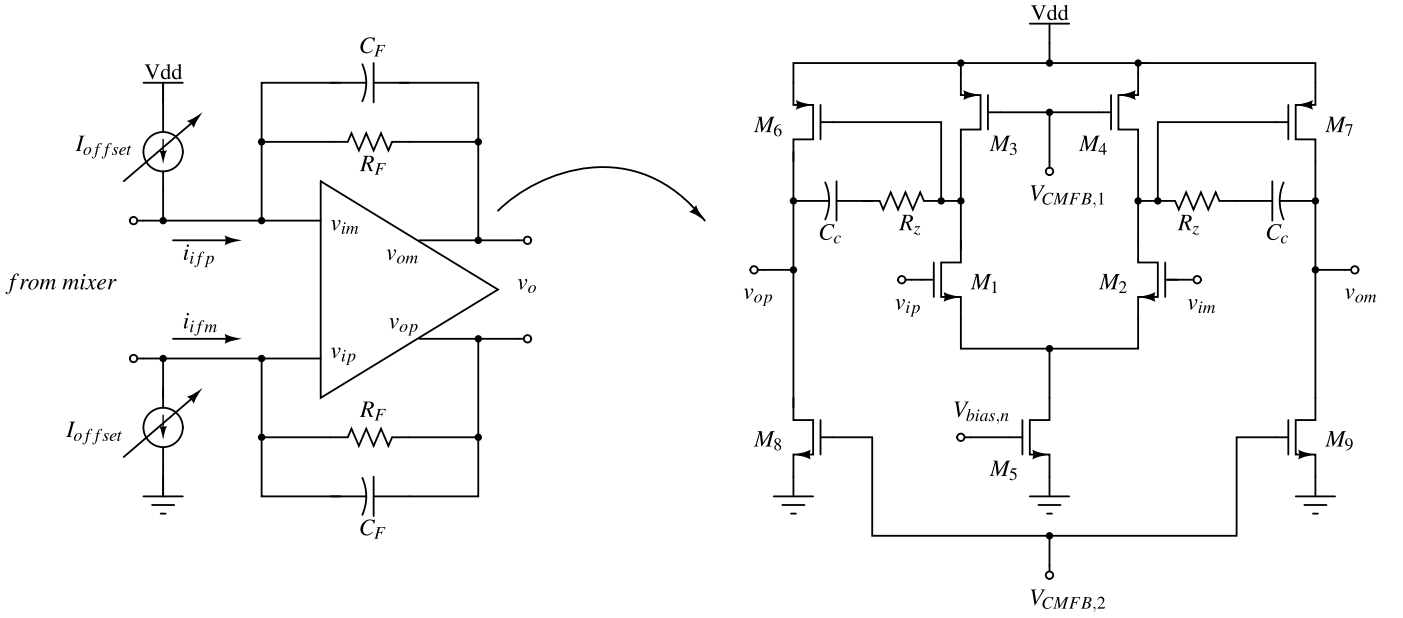 Vdd
C_F
I_offset
R_F
v_im
v_om
i_ifp
from mixer
v_o
i_ifm
v_op
v_ip
R_F
I_offset
C_F
Vdd
M_6
M_3
M_4
M_7
V_CMFB,1
C_c
R_z
R_z
C_c
v_op
v_ip
M_1
M_2
v_im
v_om
V_bias,n
M_8
M_5
M_9
V_CMFB,2